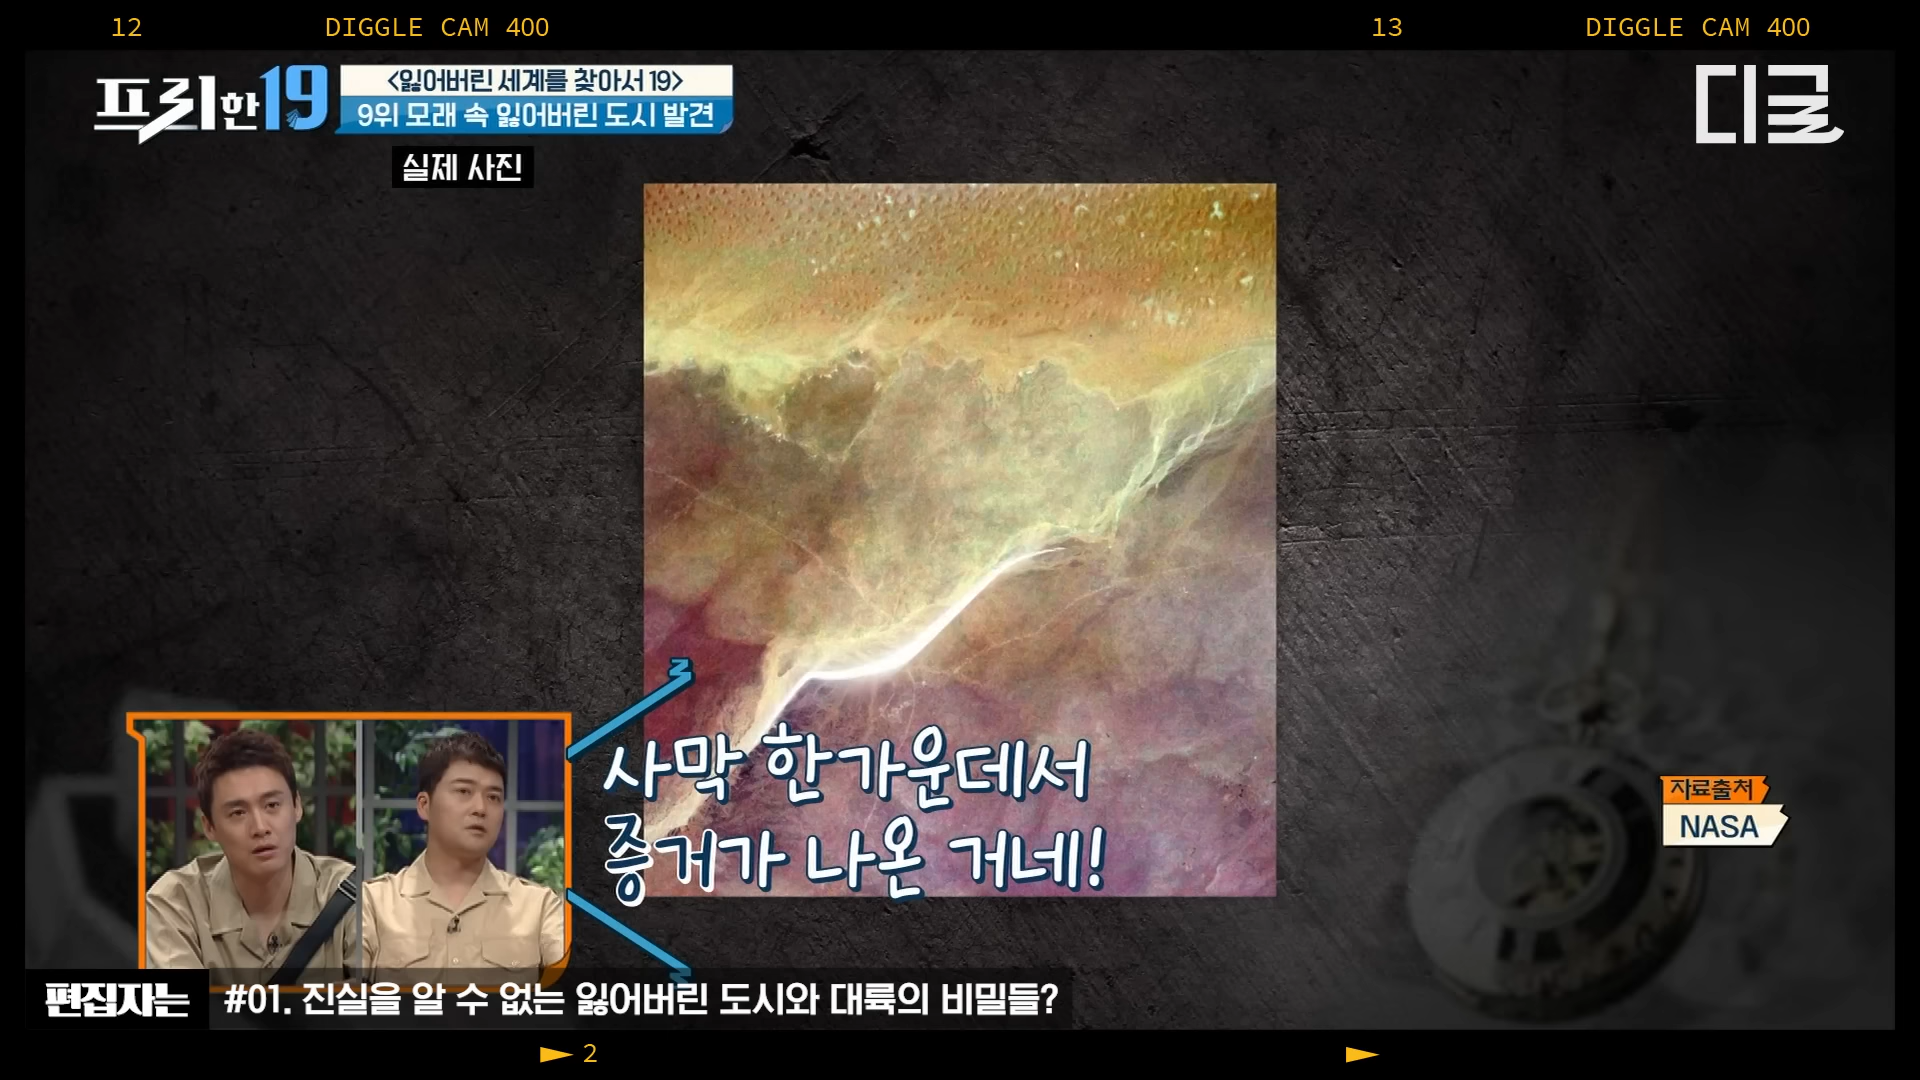 12 DIGGLE CAM 400 13 DIGGLE CAM 400
프리한19
<잃어버린 세계를 찾아서 19>
9위 모래 속 잃어버린 도시 발견
디글
실제 사진
사막 한가운데서
증거가 나온 거네!
자료출처
NASA
편집자는 #01. 진실을 알 수 없는 잃어버린 도시와 대륙의 비밀들?
2